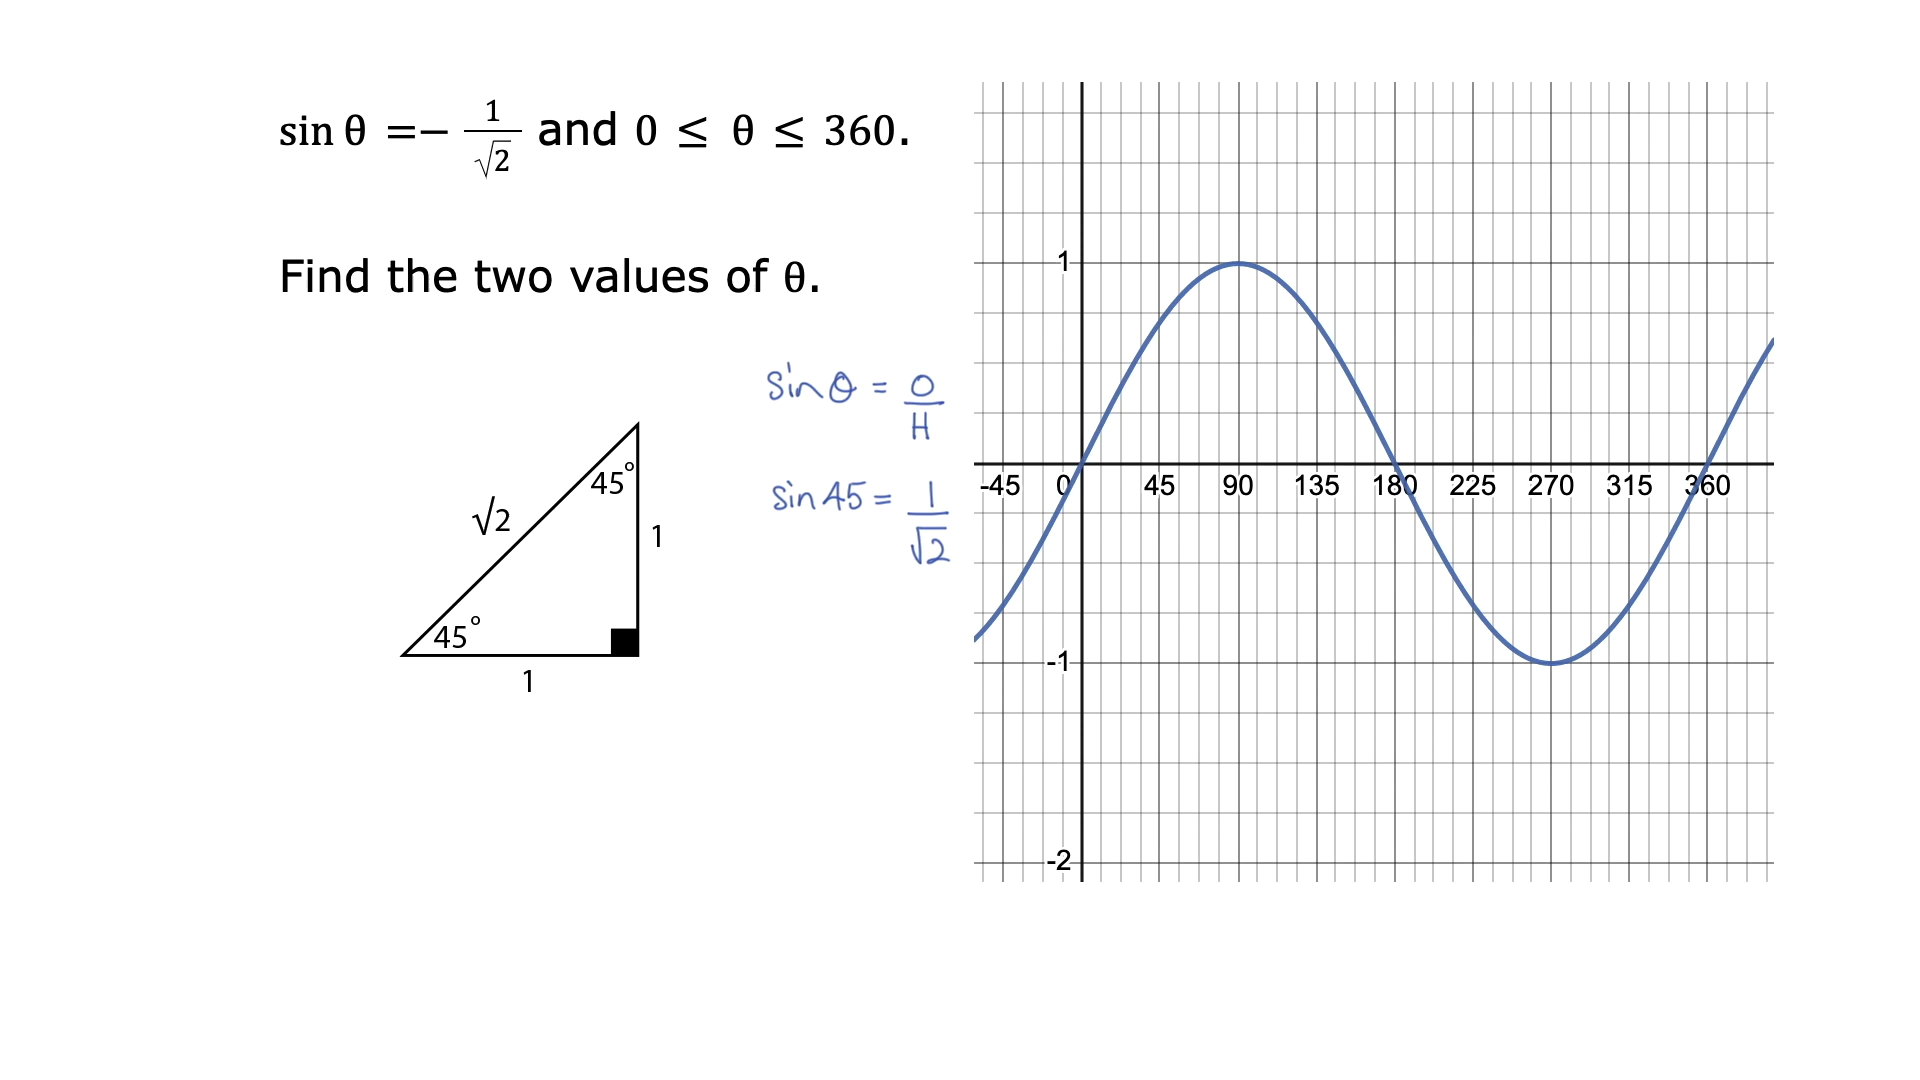 sin θ =− 1/√2 and 0 ≤ θ ≤ 360.
Find the two values of θ.
sin θ = O/H
sin 45 = 1/√2
√2
45°
1
45°
1
1
-45 0 45 90 135 180 225 270 315 360
-1
-2